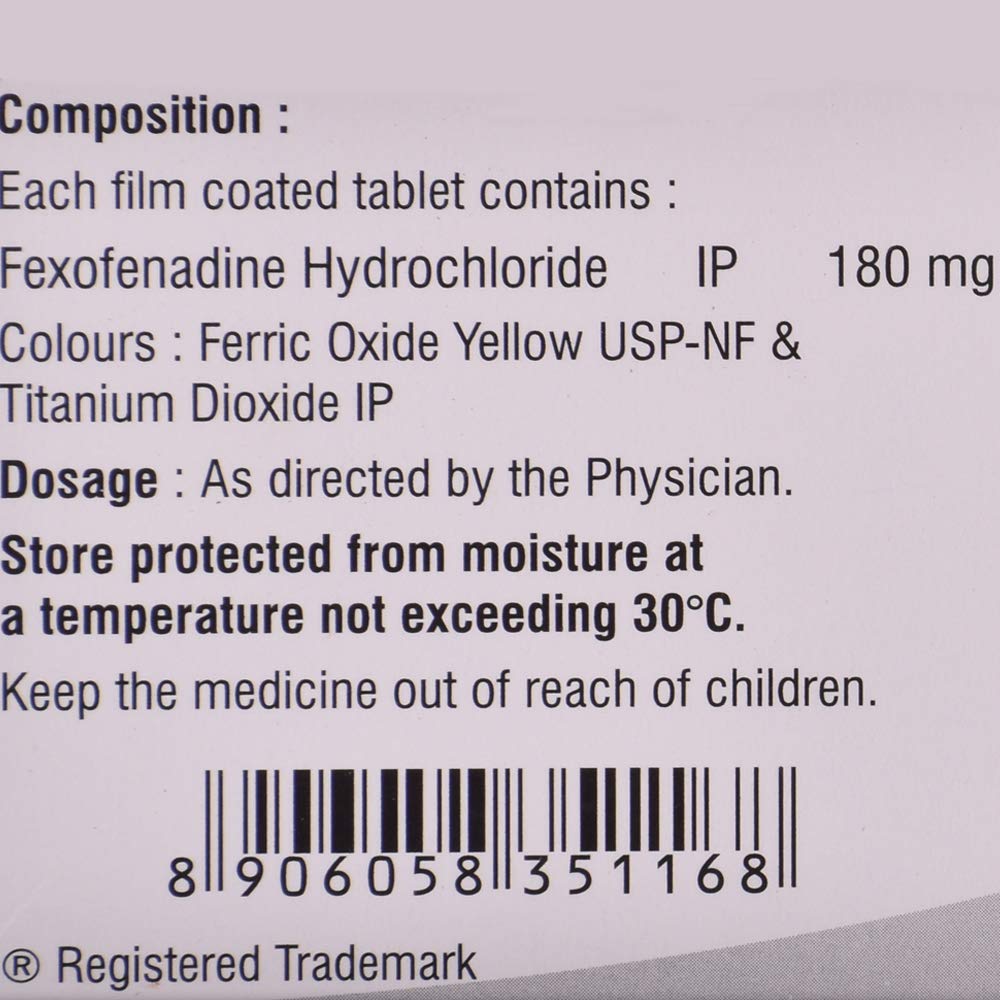 Composition :
Each film coated tablet contains :
Fexofenadine Hydrochloride IP 180 mg
Colours : Ferric Oxide Yellow USP-NF &
Titanium Dioxide IP
Dosage : As directed by the Physician.
Store protected from moisture at
a temperature not exceeding 30°C.
Keep the medicine out of reach of children.
8 906058 351168
® Registered Trademark